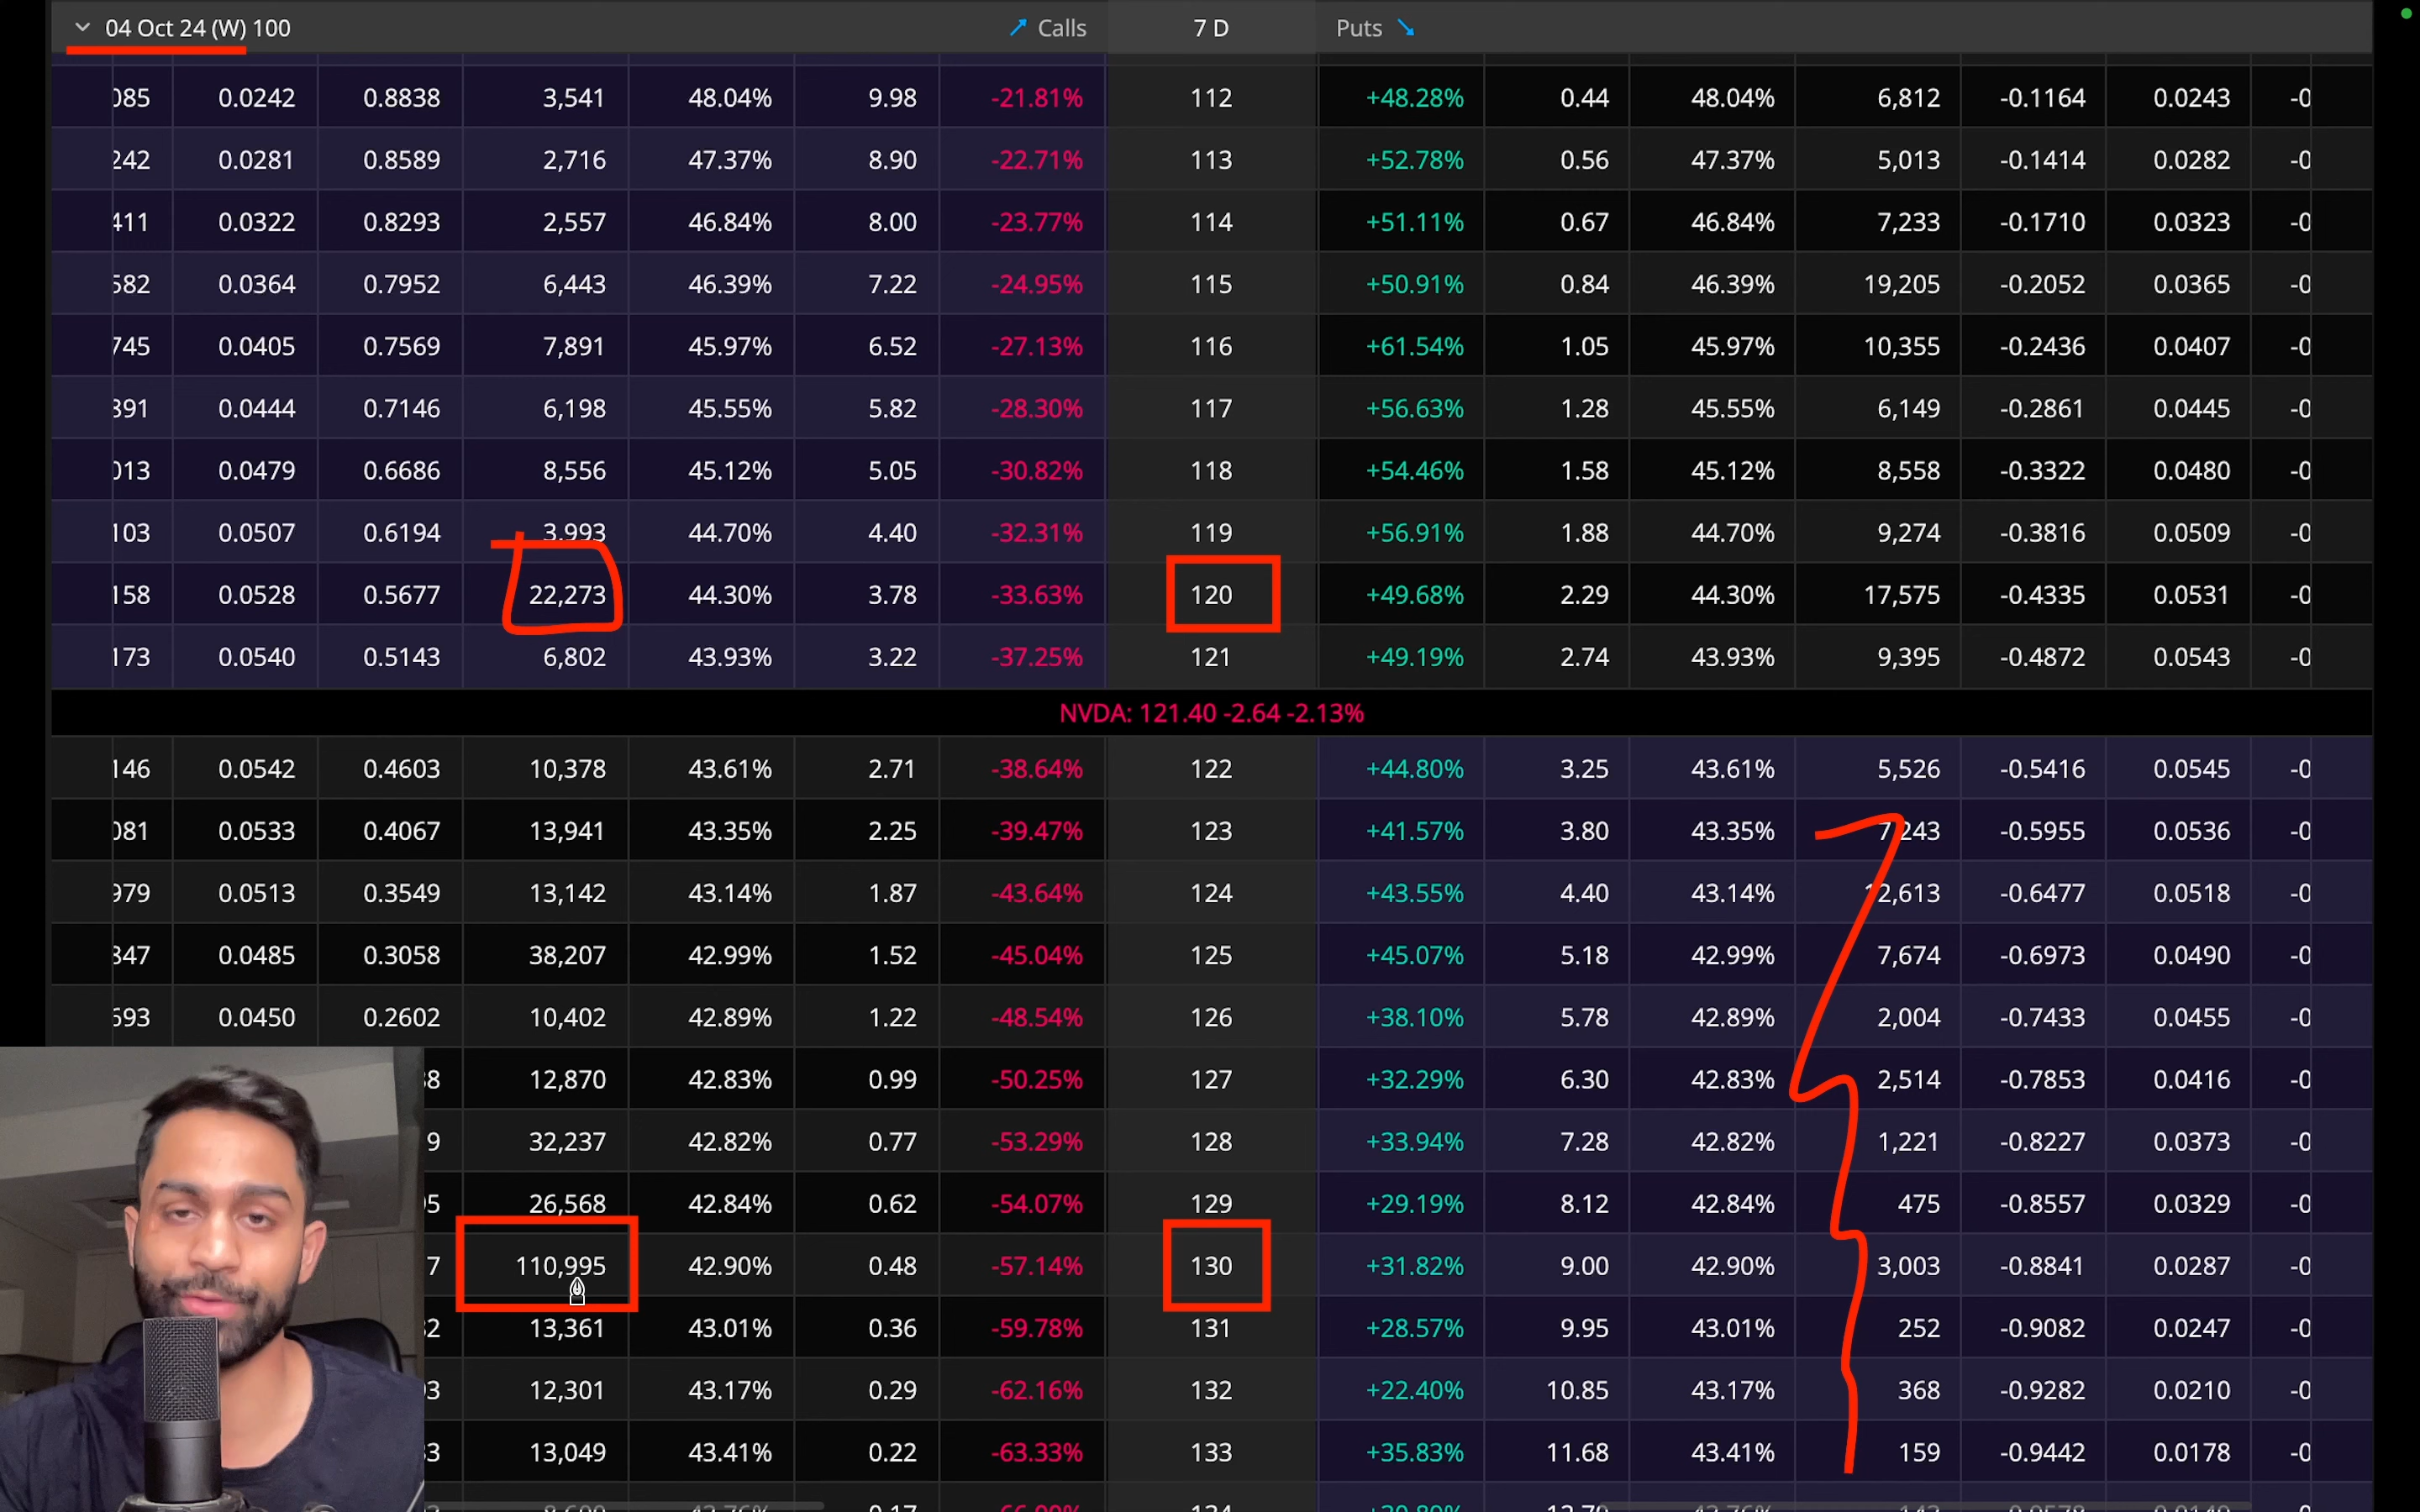 04 Oct 24 (W) 100 Calls 7 D Puts
085 0.0242 0.8838 3,541 48.04% 9.98 -21.81% 112 +48.28% 0.44 48.04% 6,812 -0.1164 0.0243 -0
242 0.0281 0.8589 2,716 47.37% 8.90 -22.71% 113 +52.78% 0.56 47.37% 5,013 -0.1414 0.0282 -0
411 0.0322 0.8293 2,557 46.84% 8.00 -23.77% 114 +51.11% 0.67 46.84% 7,233 -0.1710 0.0323 -0
582 0.0364 0.7952 6,443 46.39% 7.22 -24.95% 115 +50.91% 0.84 46.39% 19,205 -0.2052 0.0365 -0
745 0.0405 0.7569 7,891 45.97% 6.52 -27.13% 116 +61.54% 1.05 45.97% 10,355 -0.2436 0.0407 -0
891 0.0444 0.7146 6,198 45.55% 5.82 -28.30% 117 +56.63% 1.28 45.55% 6,149 -0.2861 0.0445 -0
013 0.0479 0.6686 8,556 45.12% 5.05 -30.82% 118 +54.46% 1.58 45.12% 8,558 -0.3322 0.0480 -0
103 0.0507 0.6194 3,993 44.70% 4.40 -32.31% 119 +56.91% 1.88 44.70% 9,274 -0.3816 0.0509 -0
158 0.0528 0.5677 22,273 44.30% 3.78 -33.63% 120 +49.68% 2.29 44.30% 17,575 -0.4335 0.0531 -0
173 0.0540 0.5143 6,802 43.93% 3.22 -37.25% 121 +49.19% 2.74 43.93% 9,395 -0.4872 0.0543 -0
NVDA: 121.40 -2.64 -2.13%
146 0.0542 0.4603 10,378 43.61% 2.71 -38.64% 122 +44.80% 3.25 43.61% 5,526 -0.5416 0.0545 -0
081 0.0533 0.4067 13,941 43.35% 2.25 -39.47% 123 +41.57% 3.80 43.35% 7,243 -0.5955 0.0536 -0
979 0.0513 0.3549 13,142 43.14% 1.87 -43.64% 124 +43.55% 4.40 43.14% 12,613 -0.6477 0.0518 -0
847 0.0485 0.3058 38,207 42.99% 1.52 -45.04% 125 +45.07% 5.18 42.99% 7,674 -0.6973 0.0490 -0
693 0.0450 0.2602 10,402 42.89% 1.22 -48.54% 126 +38.10% 5.78 42.89% 2,004 -0.7433 0.0455 -0
8 12,870 42.83% 0.99 -50.25% 127 +32.29% 6.30 42.83% 2,514 -0.7853 0.0416 -0
9 32,237 42.82% 0.77 -53.29% 128 +33.94% 7.28 42.82% 1,221 -0.8227 0.0373 -0
5 26,568 42.84% 0.62 -54.07% 129 +29.19% 8.12 42.84% 475 -0.8557 0.0329 -0
7 110,995 42.90% 0.48 -57.14% 130 +31.82% 9.00 42.90% 3,003 -0.8841 0.0287 -0
2 13,361 43.01% 0.36 -59.78% 131 +28.57% 9.95 43.01% 252 -0.9082 0.0247 -0
3 12,301 43.17% 0.29 -62.16% 132 +22.40% 10.85 43.17% 368 -0.9282 0.0210 -0
3 13,049 43.41% 0.22 -63.33% 133 +35.83% 11.68 43.41% 159 -0.9442 0.0178 -0